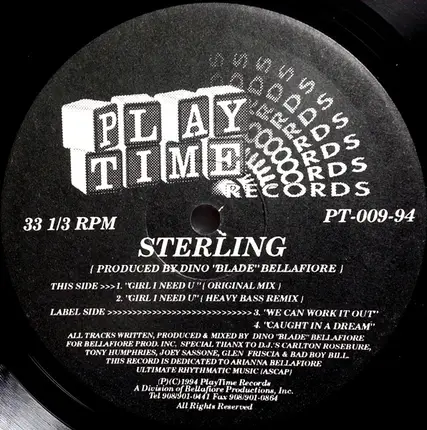 PLAY
TIME
RECORDS
33 1/3 RPM
PT-009-94
STERLING
{ PRODUCED BY DINO "BLADE" BELLAFIORE }
THIS SIDE >>>1. "GIRL I NEED U" { ORIGINAL MIX }
2. "GIRL I NEED U" { HEAVY BASS REMIX }
LABEL SIDE >>>>>>>>>>>>>>>>>>>>>>>>>>>>> 3. "WE CAN WORK IT OUT"
4. "CAUGHT IN A DREAM"
ALL TRACKS WRITTEN, PRODUCED & MIXED BY DINO "BLADE" BELLAFIORE
FOR BELLAFIORE PROD. INC. SPECIAL THANX TO D.J.'S CARLTON ROSEBURE,
TONY HUMPHRIES, JOEY SASSONE, GLEN FRISCIA & BAD BOY BILL.
THIS RECORD IS DEDICATED TO ARIANNA BELLAFIORE
ULTIMATE RHYTHMATIC MUSIC (ASCAP)
(P)(C)1994 PlayTime Records
A Division of Bellafiore Productions, Inc.
Tel 908/901-0441 Fax 908/901-0864
All Rights Reserved